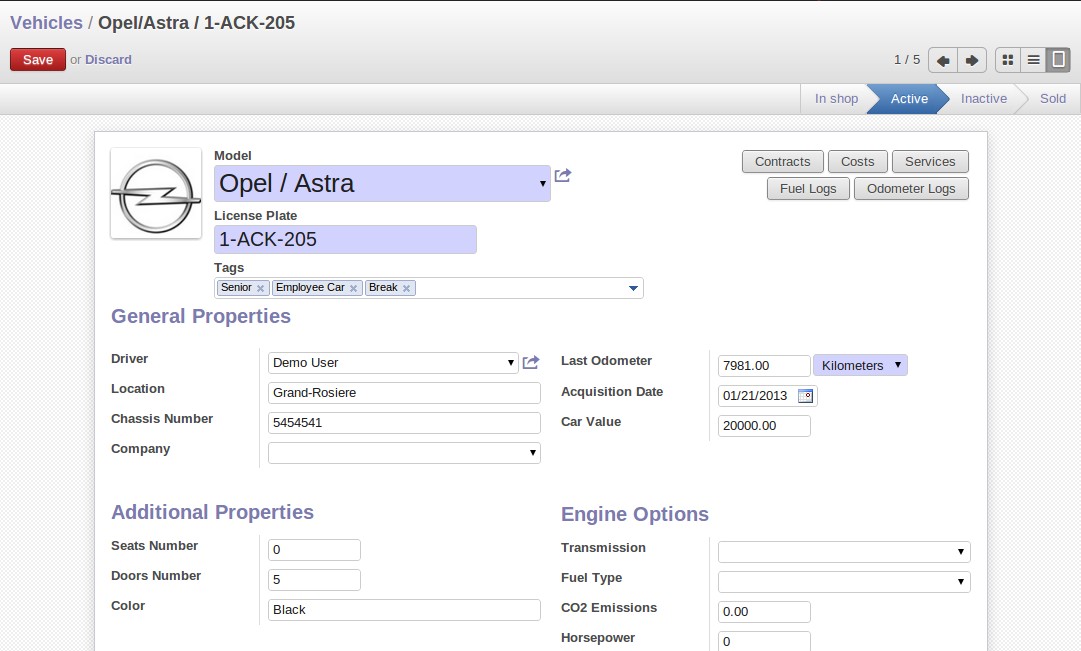 Vehicles / Opel/Astra / 1-ACK-205
Save or Discard
1 / 5
In shop Active Inactive Sold
Model
Opel / Astra
License Plate
1-ACK-205
Tags
Senior Employee Car Break
Contracts Costs Services
Fuel Logs Odometer Logs
General Properties
Driver Demo User
Location Grand-Rosiere
Chassis Number 5454541
Company
Last Odometer 7981.00 Kilometers
Acquisition Date 01/21/2013
Car Value 20000.00
Additional Properties
Seats Number 0
Doors Number 5
Color Black
Engine Options
Transmission
Fuel Type
CO2 Emissions 0.00
Horsepower 0